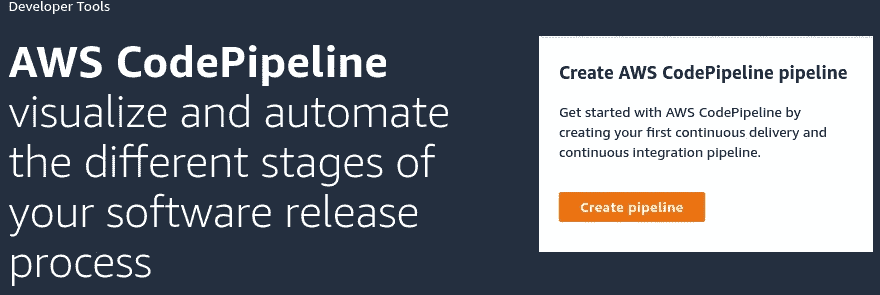 Developer Tools
AWS CodePipeline
visualize and automate
the different stages of
your software release
process
Create AWS CodePipeline pipeline
Get started with AWS CodePipeline by
creating your first continuous delivery and
continuous integration pipeline.
Create pipeline